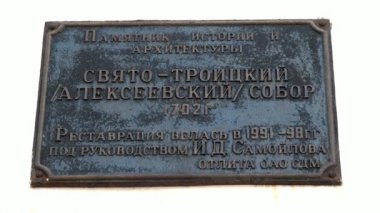 Памятник истории и
архитектуры
СВЯТО-ТРОИЦКИЙ
/АЛЕКСЕЕВСКИЙ/ СОБОР
1702 г
Реставрация велась в 1991-98 гг
под руководством И Д Самойлова
отлита ОАО СДМ